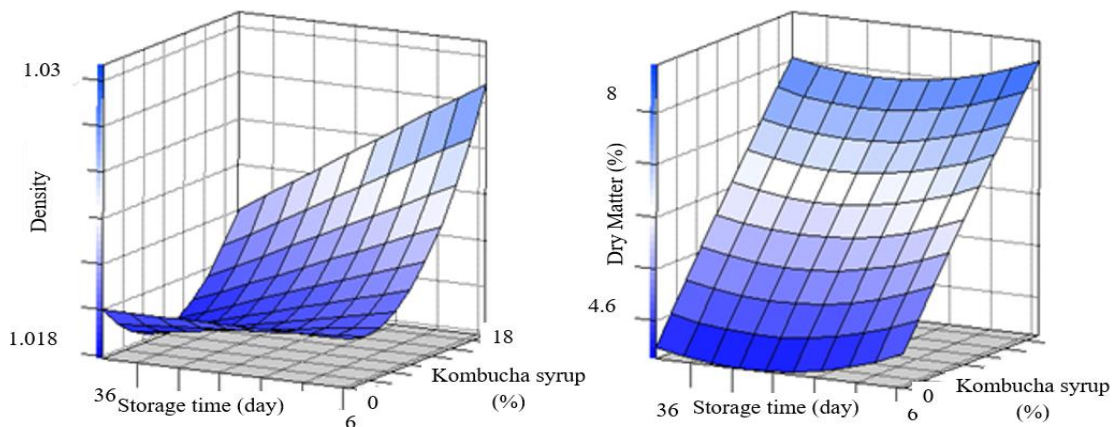 1.03
Density
1.018
36
Storage time (day)
6
0
Kombucha syrup
(%)
18
8
Dry Matter (%)
4.6
36
Storage time (day)
6
0
Kombucha syrup
(%)